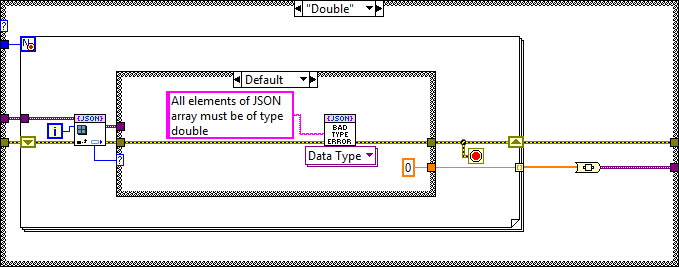 "Double"
?
N
Default
All elements of JSON
array must be of type
double
{JSON}
{JSON}
BAD
TYPE
ERROR
i
?
Data Type
0